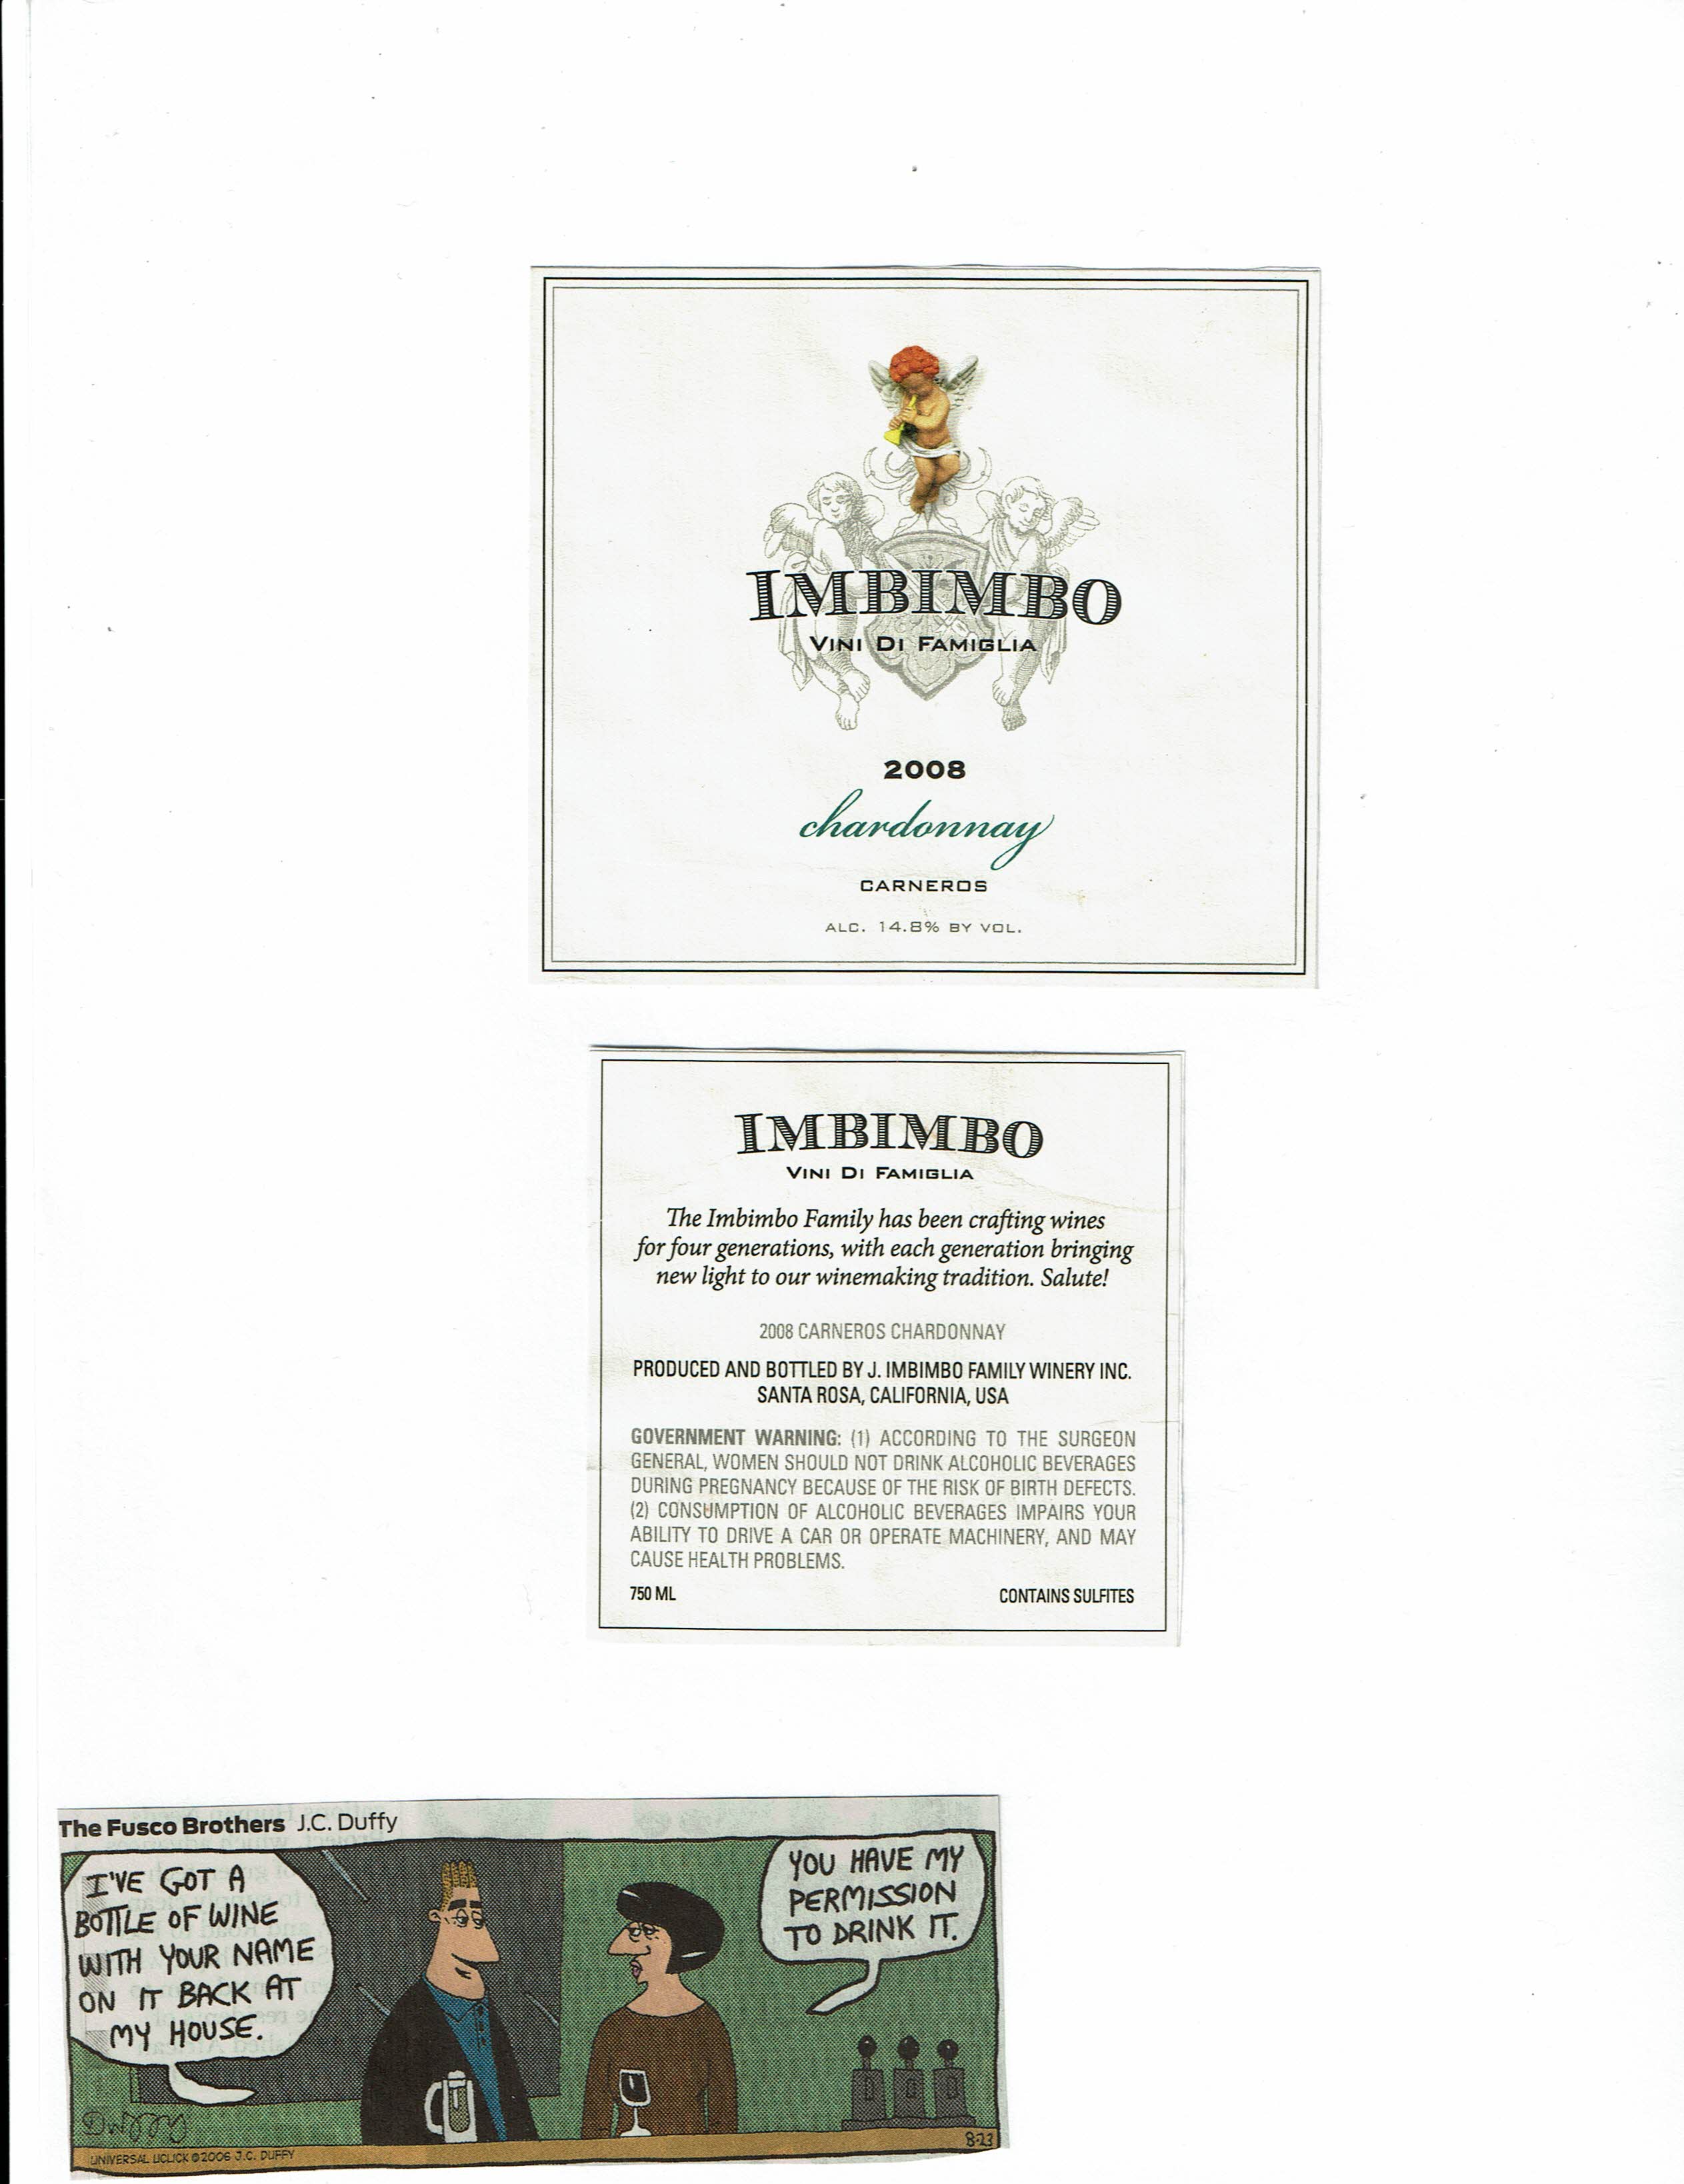 IMBIMBO
VINI DI FAMIGLIA
2008
chardonnay
CARNEROS
ALC. 14.8% BY VOL.
IMBIMBO
VINI DI FAMIGLIA
The Imbimbo Family has been crafting wines
for four generations, with each generation bringing
new light to our winemaking tradition. Salute!
2008 CARNEROS CHARDONNAY
PRODUCED AND BOTTLED BY J. IMBIMBO FAMILY WINERY INC.
SANTA ROSA, CALIFORNIA, USA
GOVERNMENT WARNING: (1) ACCORDING TO THE SURGEON
GENERAL, WOMEN SHOULD NOT DRINK ALCOHOLIC BEVERAGES
DURING PREGNANCY BECAUSE OF THE RISK OF BIRTH DEFECTS.
(2) CONSUMPTION OF ALCOHOLIC BEVERAGES IMPAIRS YOUR
ABILITY TO DRIVE A CAR OR OPERATE MACHINERY, AND MAY
CAUSE HEALTH PROBLEMS.
750 ML CONTAINS SULFITES
The Fusco Brothers J.C. Duffy
I'VE GOT A
BOTTLE OF WINE
WITH YOUR NAME
ON IT BACK AT
MY HOUSE.
YOU HAVE MY
PERMISSION
TO DRINK IT.
Duffy
UNIVERSAL UCLICK ©2006 J.C. DUFFY
8-23